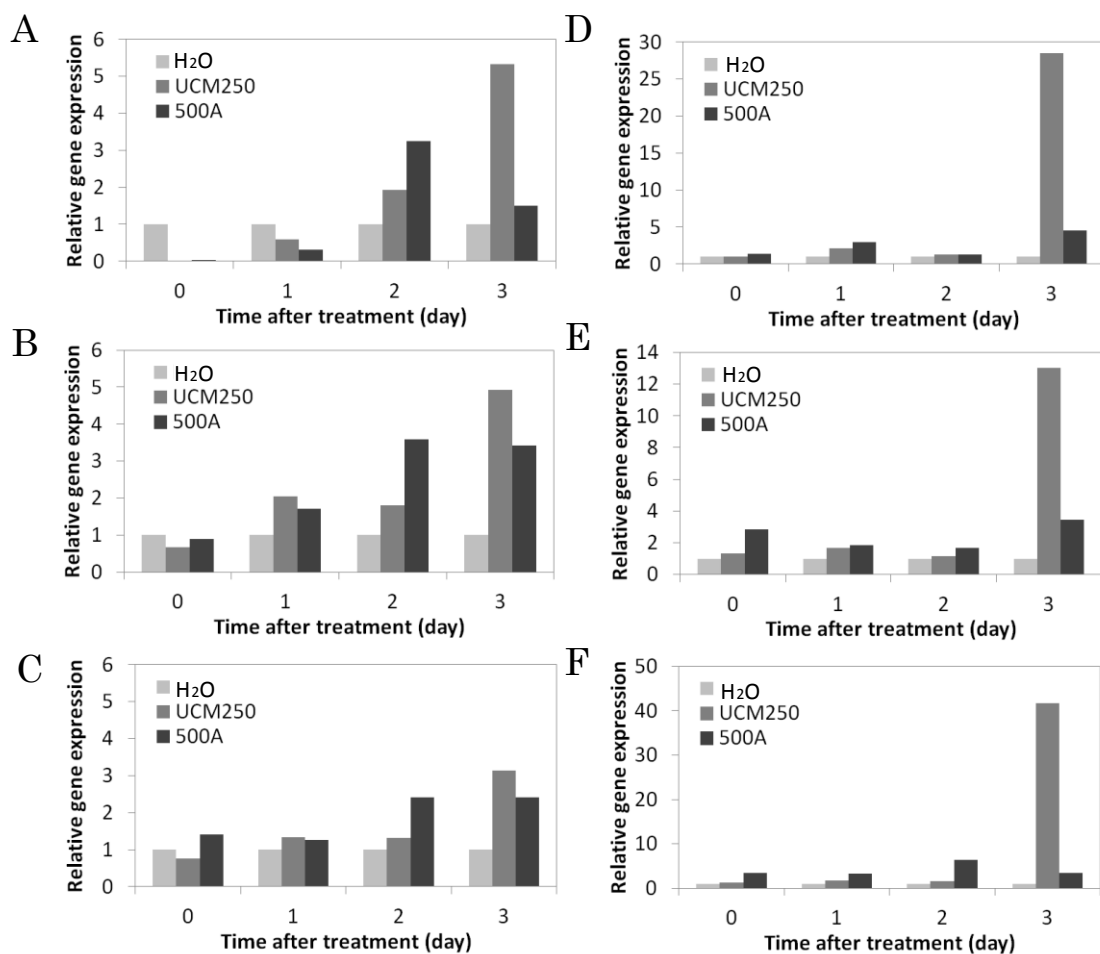 A
Relative gene expression
6
5
4
3
2
1
0
H₂O
UCM250
500A
0 1 2 3
Time after treatment (day)
D
Relative gene expression
30
25
20
15
10
5
0
H₂O
UCM250
500A
0 1 2 3
Time after treatment (day)
B
Relative gene expression
6
5
4
3
2
1
0
H₂O
UCM250
500A
0 1 2 3
Time after treatment (day)
E
Relative gene expression
14
12
10
8
6
4
2
0
H₂O
UCM250
500A
0 1 2 3
Time after treatment (day)
C
Relative gene expression
6
5
4
3
2
1
0
H₂O
UCM250
500A
0 1 2 3
Time after treatment (day)
F
Relative gene expression
50
40
30
20
10
0
H₂O
UCM250
500A
0 1 2 3
Time after treatment (day)